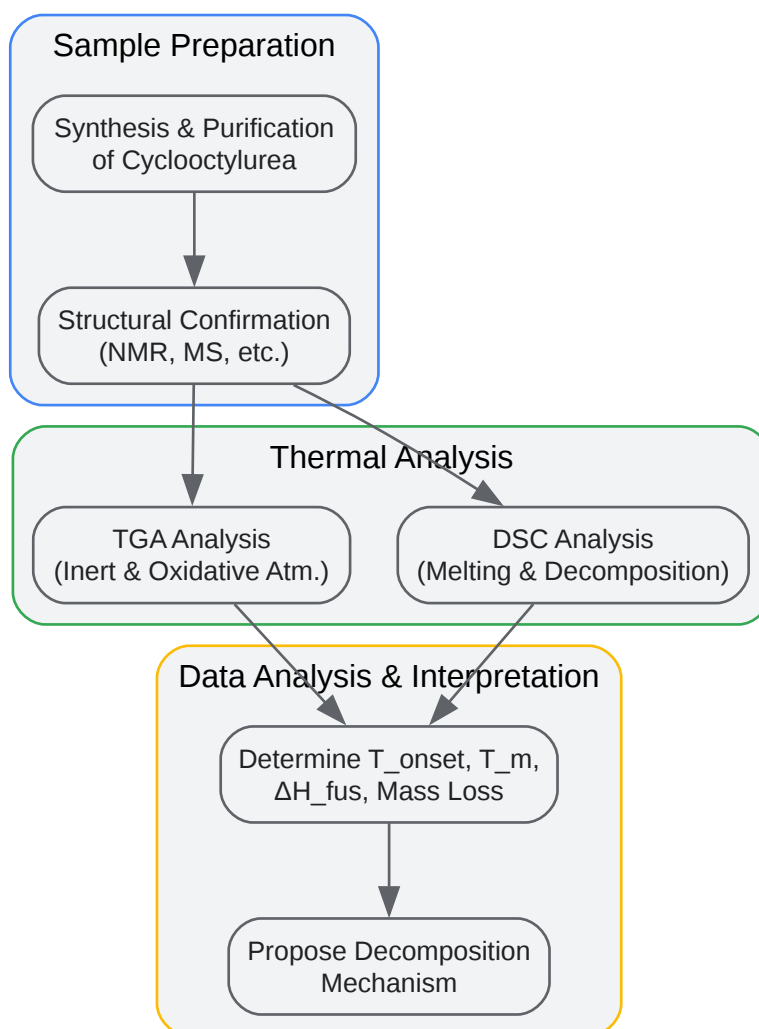 Sample Preparation
Synthesis & Purification
of Cyclooctylurea
Structural Confirmation
(NMR, MS, etc.)
Thermal Analysis
TGA Analysis
(Inert & Oxidative Atm.)
DSC Analysis
(Melting & Decomposition)
Data Analysis & Interpretation
Determine T_onset, T_m,
ΔH_fus, Mass Loss
Propose Decomposition
Mechanism